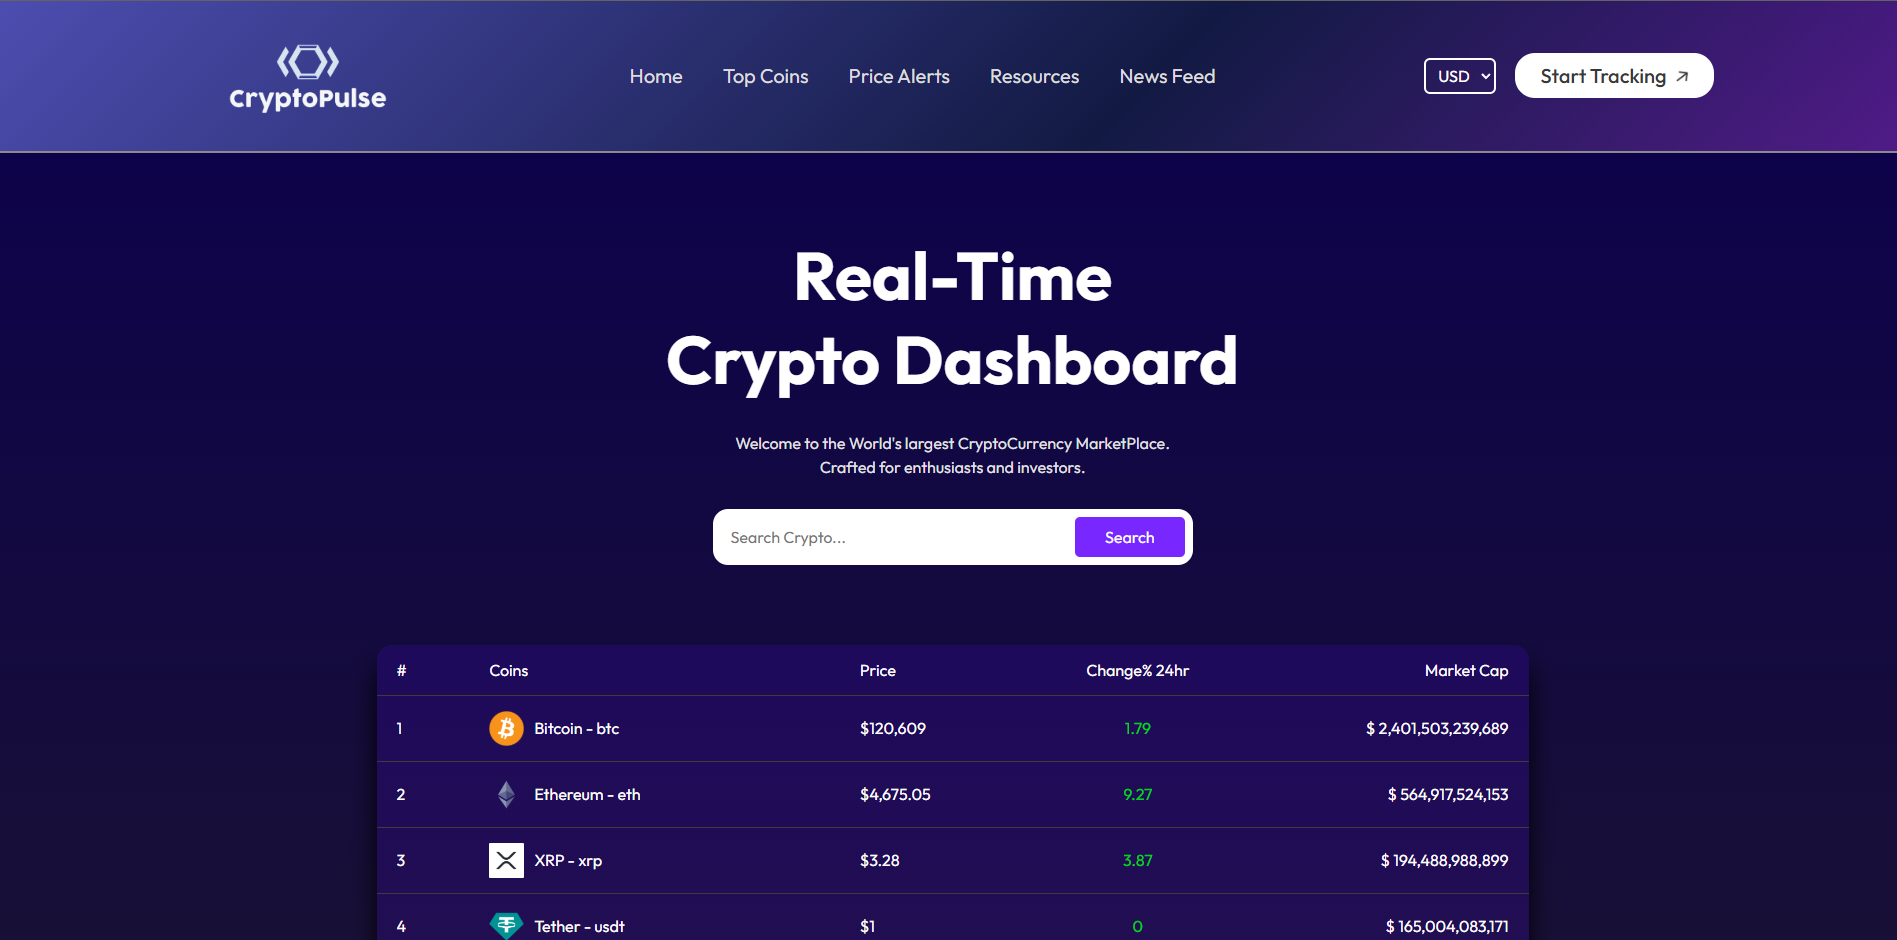 CryptoPulse
Home Top Coins Price Alerts Resources News Feed USD Start Tracking
Real-Time
Crypto Dashboard
Welcome to the World's largest CryptoCurrency MarketPlace.
Crafted for enthusiasts and investors.
Search Crypto... Search
# Coins Price Change% 24hr Market Cap
1 Bitcoin - btc $120,609 1.79 $ 2,401,503,239,689
2 Ethereum - eth $4,675.05 9.27 $ 564,917,524,153
3 XRP - xrp $3.28 3.87 $ 194,488,988,899
4 Tether - usdt $1 0 $ 165,004,083,171